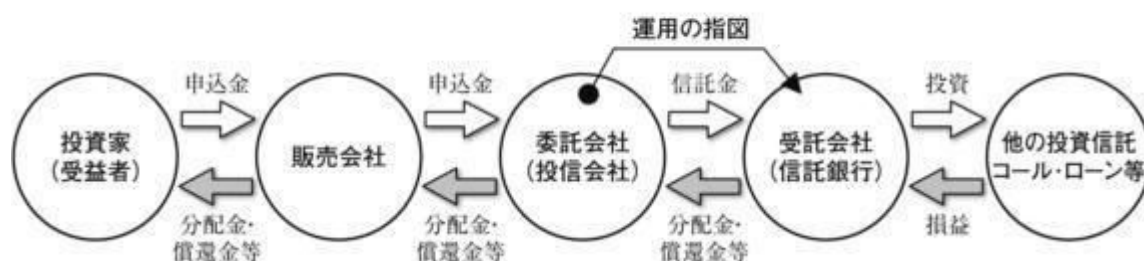 運用の指図
申込金
申込金
信託金
投資
投資家
(受益者)
販売会社
委託会社
(投信会社)
受託会社
(信託銀行)
他の投資信託
コール・ローン等
分配金・
償還金等
分配金・
償還金等
分配金・
償還金等
損益